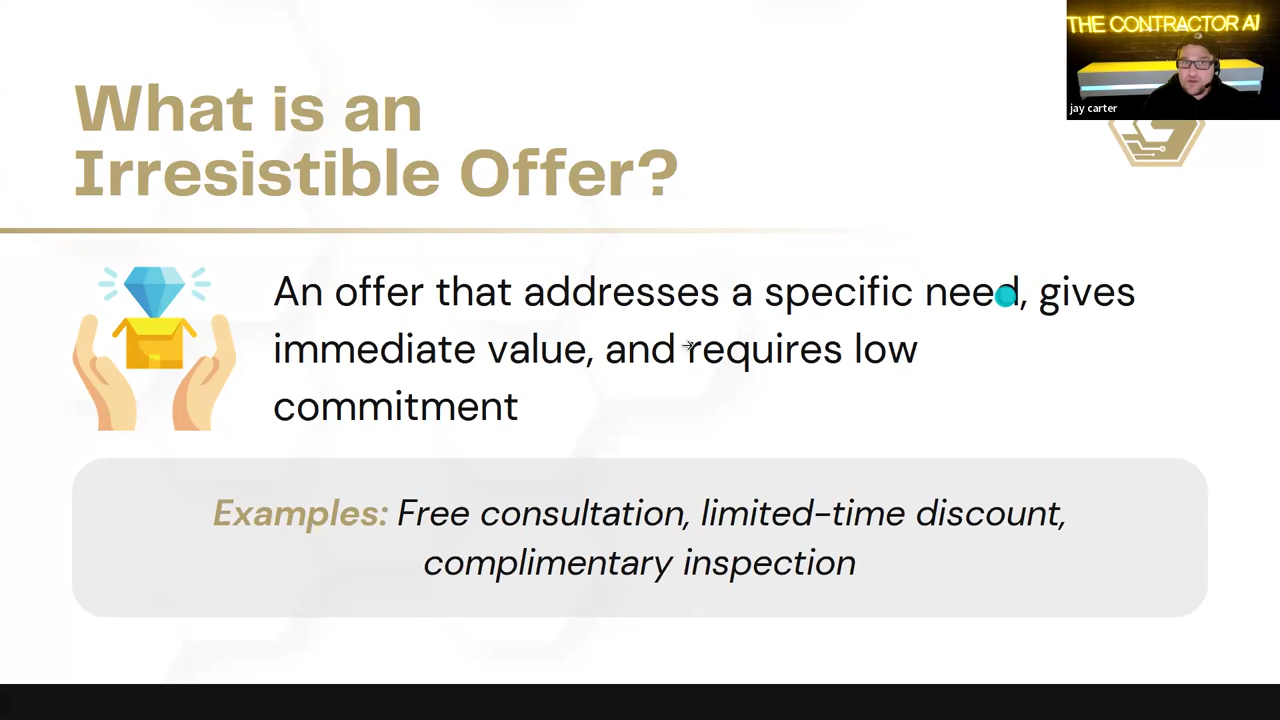 THE CONTRACTOR AI
jay carter
What is an
Irresistible Offer?
An offer that addresses a specific need, gives
immediate value, and requires low
commitment
Examples: Free consultation, limited-time discount,
complimentary inspection